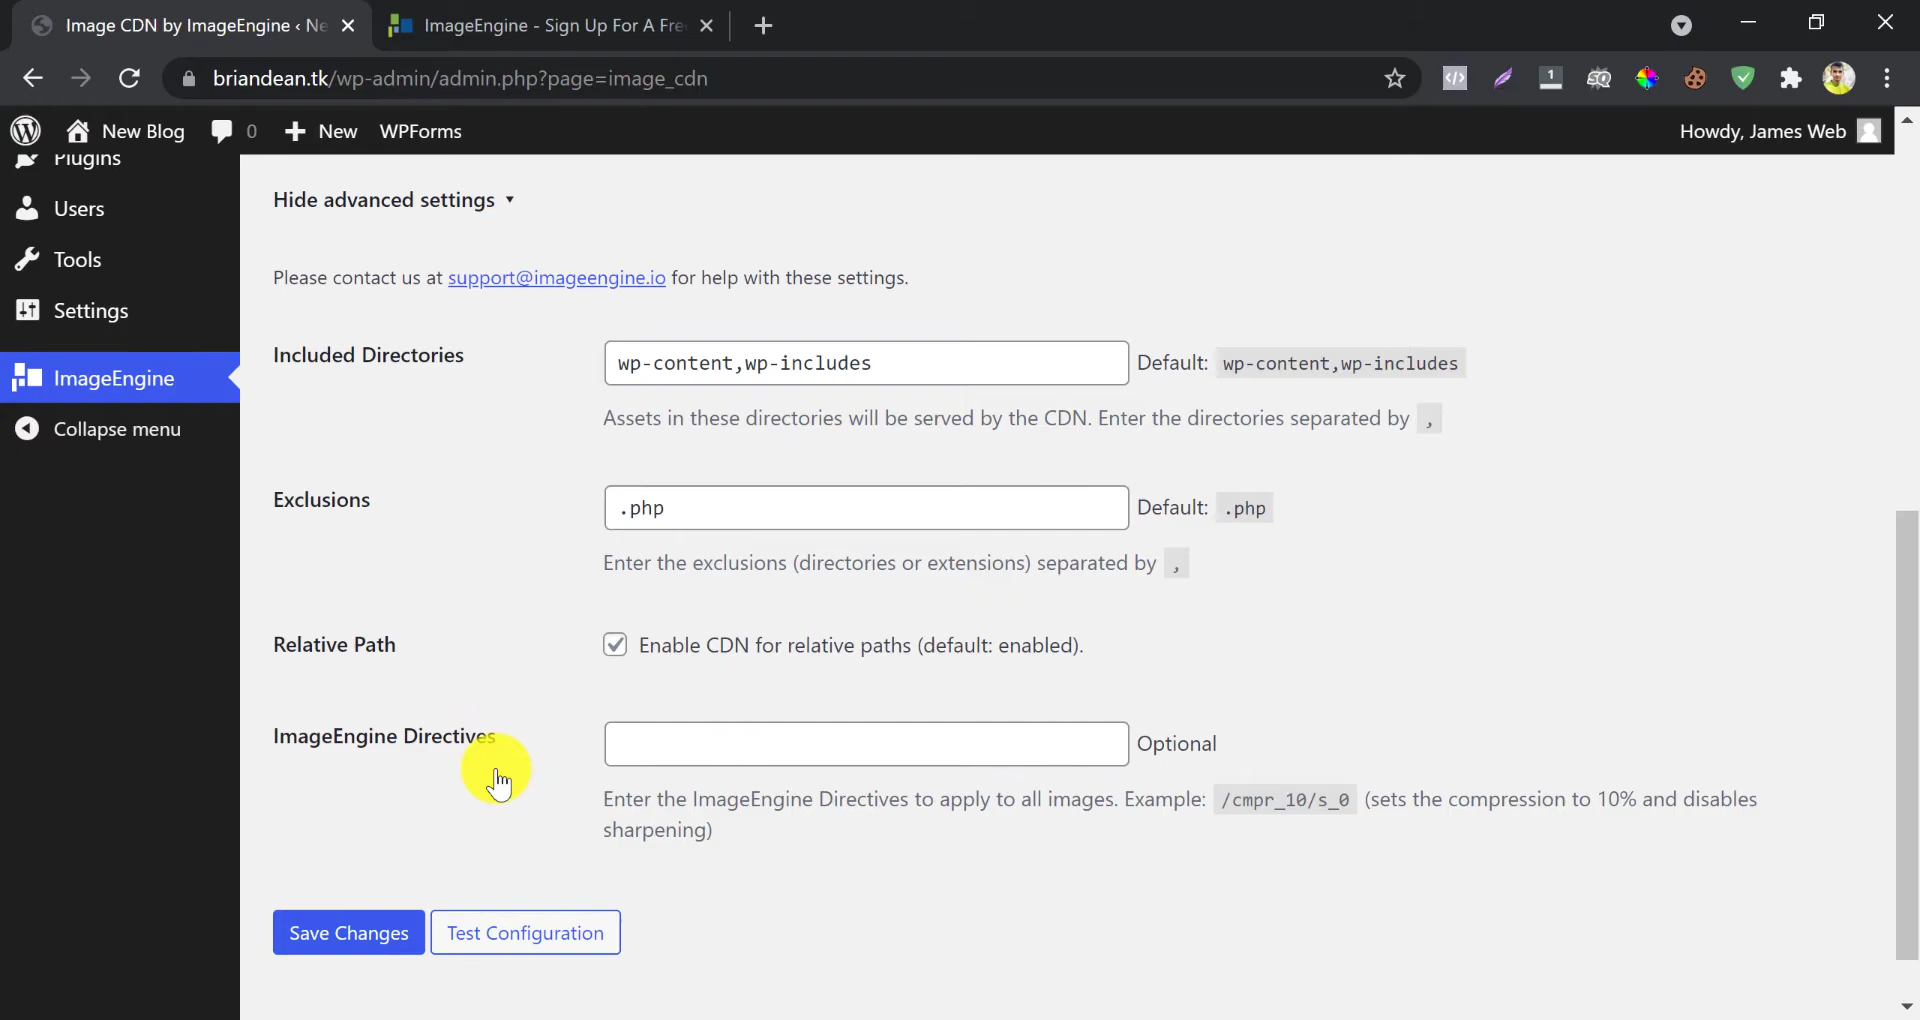 Image CDN by ImageEngine ‹ Ne
ImageEngine - Sign Up For A Fre
briandean.tk/wp-admin/admin.php?page=image_cdn
1
New Blog
0
New
WPForms
Howdy, James Web
Plugins
Users
Tools
Settings
ImageEngine
Collapse menu
Hide advanced settings
Please contact us at support@imageengine.io for help with these settings.
Included Directories
wp-content,wp-includes
Default: wp-content,wp-includes
Assets in these directories will be served by the CDN. Enter the directories separated by ,
Exclusions
.php
Default: .php
Enter the exclusions (directories or extensions) separated by ,
Relative Path
Enable CDN for relative paths (default: enabled).
ImageEngine Directives
Optional
Enter the ImageEngine Directives to apply to all images. Example: /cmpr_10/s_0 (sets the compression to 10% and disables
sharpening)
Save Changes
Test Configuration